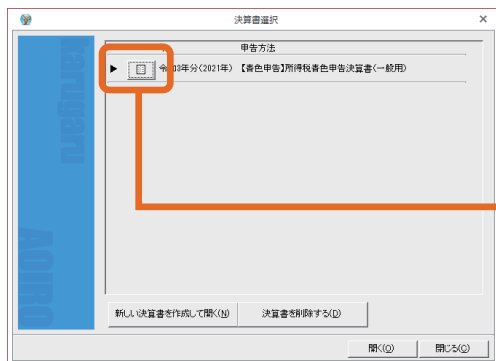 決算書選択
申告方法
令和03年分(2021年) 【青色申告】所得税青色申告決算書(一般用)
karugaru
AOIRO
新しい決算書を作成して開く(N) 決算書を削除する(D)
開く(O) 閉じる(C)